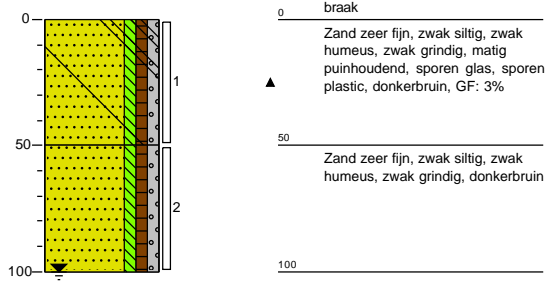 0
50
100
1
2
0
braak
Zand zeer fijn, zwak siltig, zwak
humeus, zwak grindig, matig
puinhoudend, sporen glas, sporen
plastic, donkerbruin, GF: 3%
50
Zand zeer fijn, zwak siltig, zwak
humeus, zwak grindig, donkerbruin
100